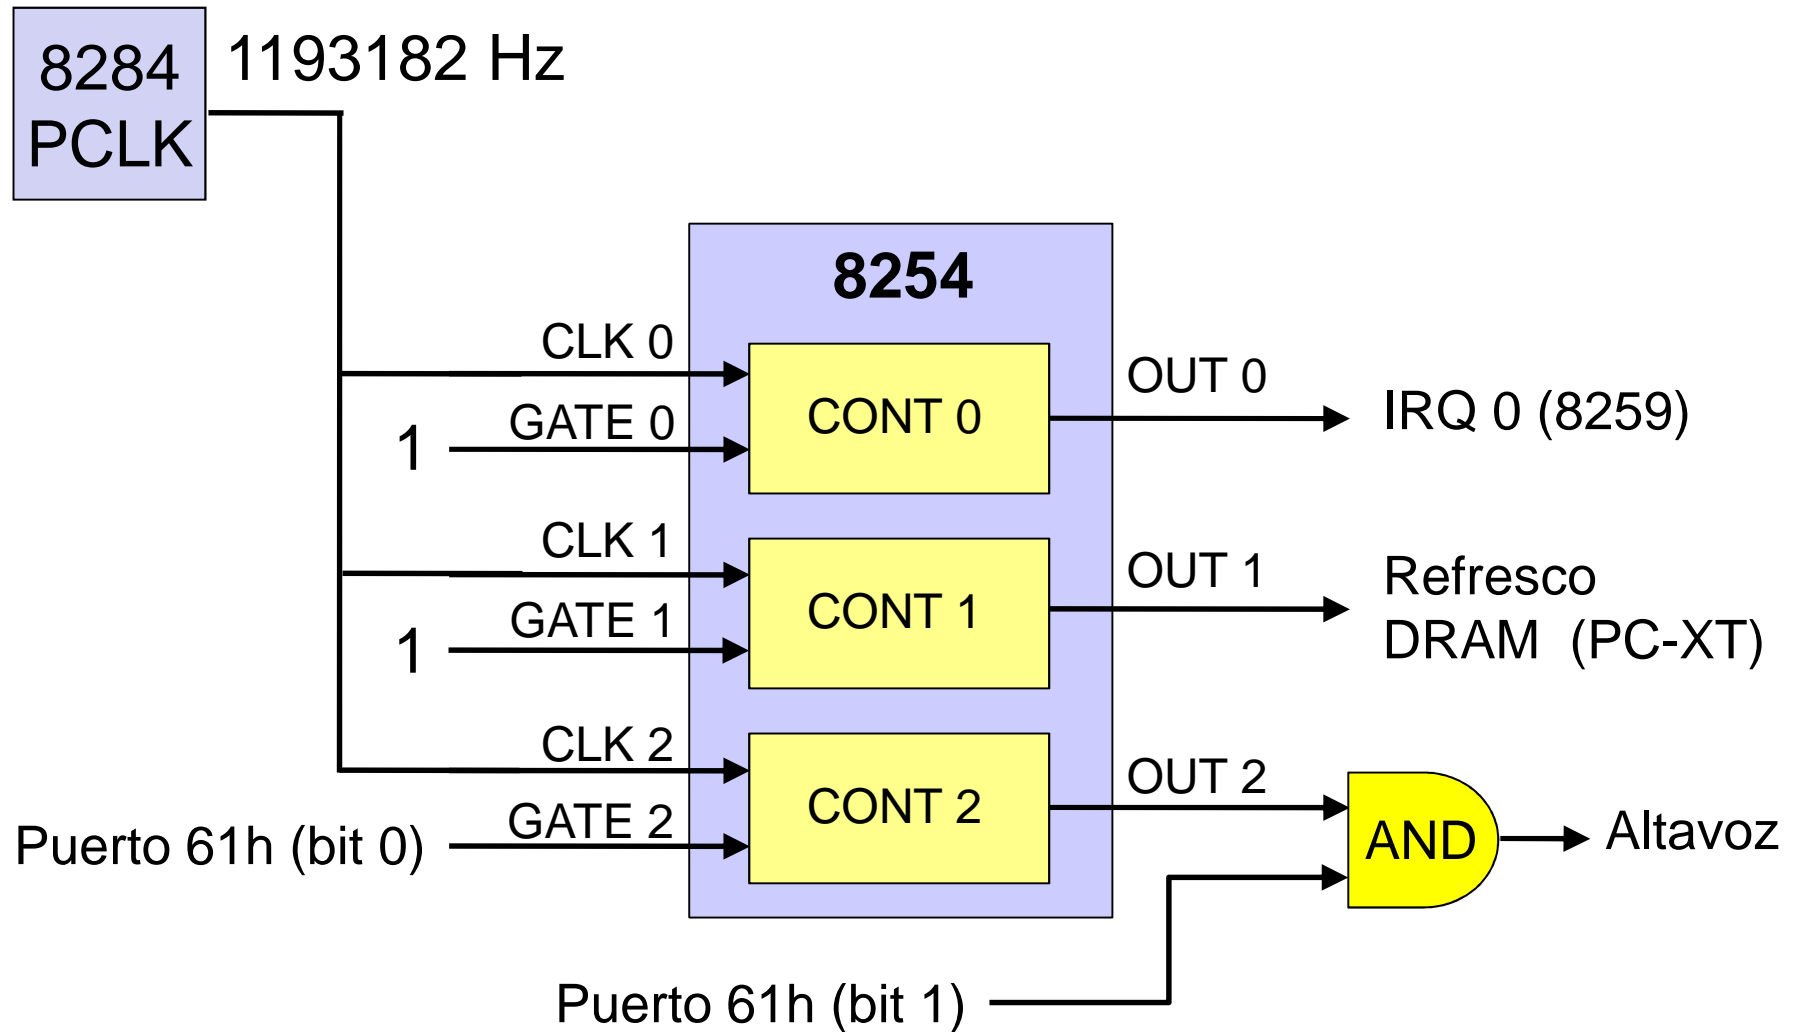 8284
PCLK
1193182 Hz
8254
CLK 0
GATE 0
1
CONT 0
OUT 0
IRQ 0 (8259)
CLK 1
GATE 1
1
CONT 1
OUT 1
Refresco
DRAM (PC-XT)
CLK 2
GATE 2
Puerto 61h (bit 0)
CONT 2
OUT 2
AND
Altavoz
Puerto 61h (bit 1)